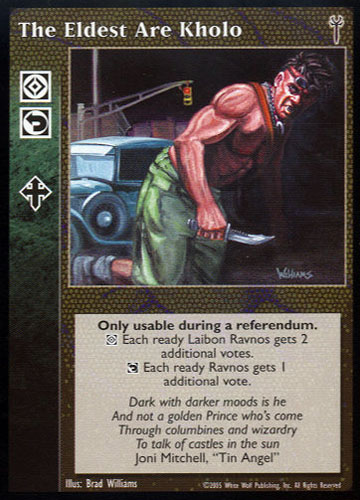 The Eldest Are Kholo
WILLIAMS
Only usable during a referendum.
Each ready Laibon Ravnos gets 2
additional votes.
Each ready Ravnos gets 1
additional vote.
Dark with darker moods is he
And not a golden Prince who's come
Through columbines and wizardry
To talk of castles in the sun
Joni Mitchell, "Tin Angel"
Illus: Brad Williams
©2005 White Wolf Publishing, Inc. All Rights Reserved